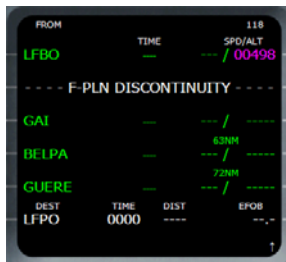 FROM 118
TIME SPD/ALT
LFBO — --- / 00498
- - - - F-PLN DISCONTINUITY - - - -
GAI — --- / -----
63NM
BELPA — --- / -----
72NM
GUERE — --- / -----
DEST TIME DIST EFOB
LFPO 0000 ---- --.-
↑